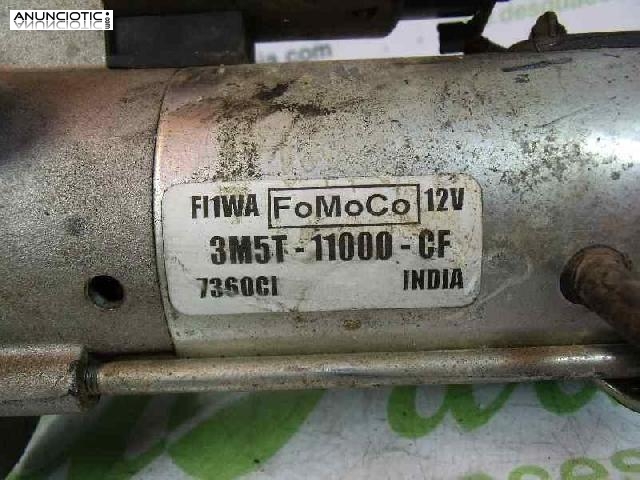 ANUNCIOTIC
FI1WA FoMoCo 12V
3M5T - 11000 - CF
7360CI INDIA